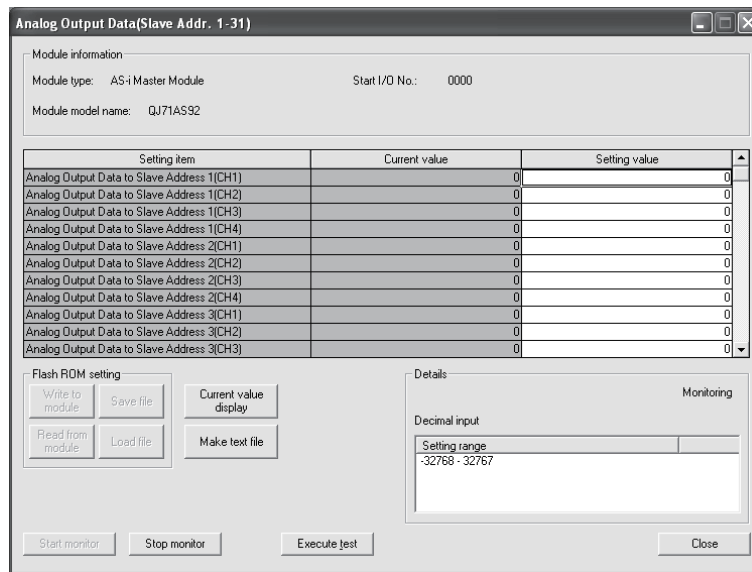 Analog Output Data(Slave Addr. 1-31)
Module information
Module type: AS-i Master Module Start I/O No.: 0000
Module model name: QJ71AS92
Setting item Current value Setting value
Analog Output Data to Slave Address 1(CH1) 0 0
Analog Output Data to Slave Address 1(CH2) 0 0
Analog Output Data to Slave Address 1(CH3) 0 0
Analog Output Data to Slave Address 1(CH4) 0 0
Analog Output Data to Slave Address 2(CH1) 0 0
Analog Output Data to Slave Address 2(CH2) 0 0
Analog Output Data to Slave Address 2(CH3) 0 0
Analog Output Data to Slave Address 2(CH4) 0 0
Analog Output Data to Slave Address 3(CH1) 0 0
Analog Output Data to Slave Address 3(CH2) 0 0
Analog Output Data to Slave Address 3(CH3) 0 0
Flash ROM setting
Write to
module
Save file
Current value
display
Read from
module
Load file
Make text file
Details
Monitoring
Decimal input
Setting range
-32768 - 32767
Start monitor Stop monitor Execute test Close